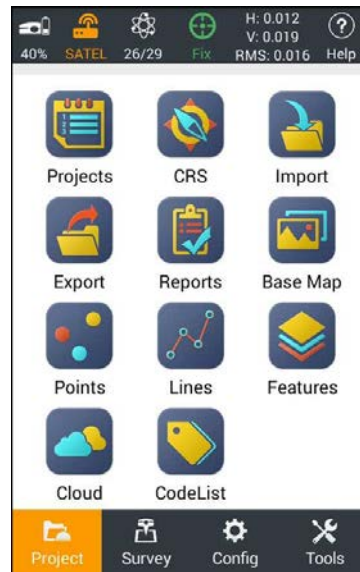 H: 0.012
V: 0.019
40% SATEL 26/29 Fix RMS: 0.016 Help
Projects CRS Import
Export Reports Base Map
Points Lines Features
Cloud CodeList
Project Survey Config Tools